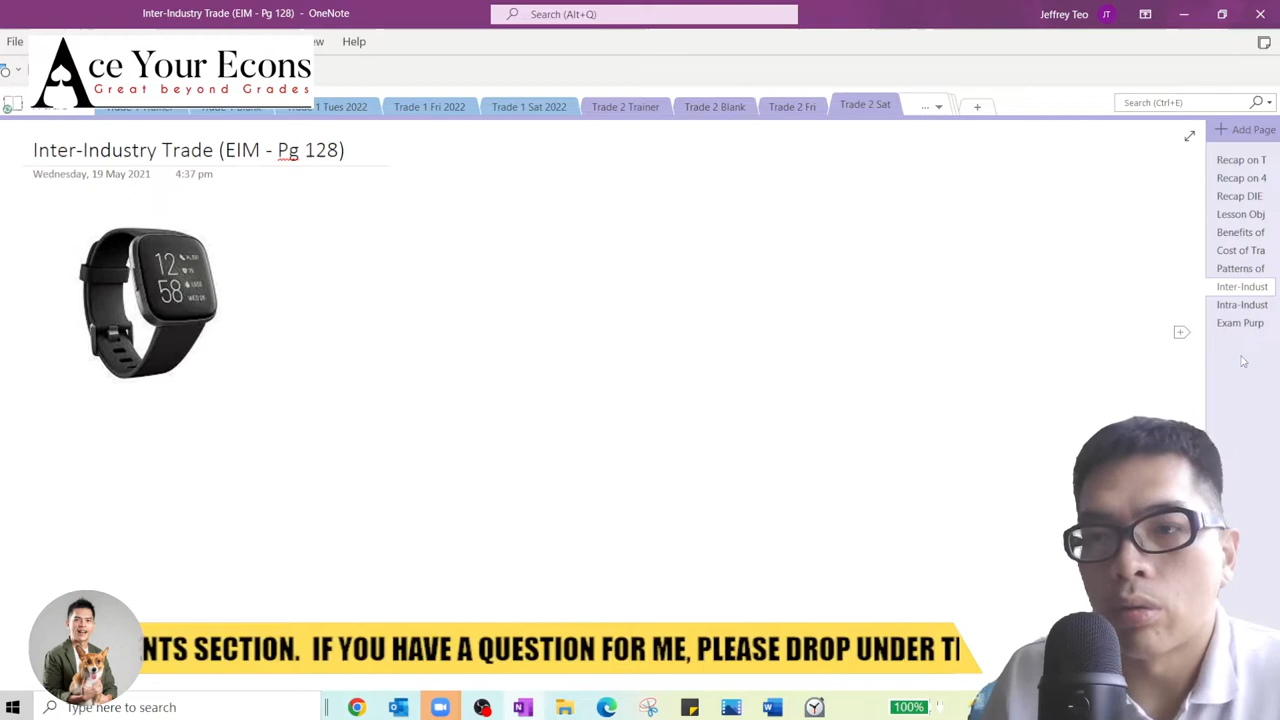 Inter-Industry Trade (EIM - Pg 128) - OneNote
Search (Alt+Q)
Jeffrey Teo
JT
File
Help
Ace Your Econs
Great beyond Grades
Trade 1 Tues 2022
Trade 1 Fri 2022
Trade 1 Sat 2022
Trade 2 Trainer
Trade 2 Blank
Trade 2 Fri
Trade 2 Sat
...
Search (Ctrl+E)
Add Page
Inter-Industry Trade (EIM - Pg 128)
Wednesday, 19 May 2021
4:37 pm
12
58
Recap on T
Recap on 4
Recap DIE
Lesson Obj
Benefits of
Cost of Tra
Patterns of
Inter-Indust
Intra-Indust
Exam Purp
NTS SECTION. IF YOU HAVE A QUESTION FOR ME, PLEASE DROP UNDER T
Type here to search
100%